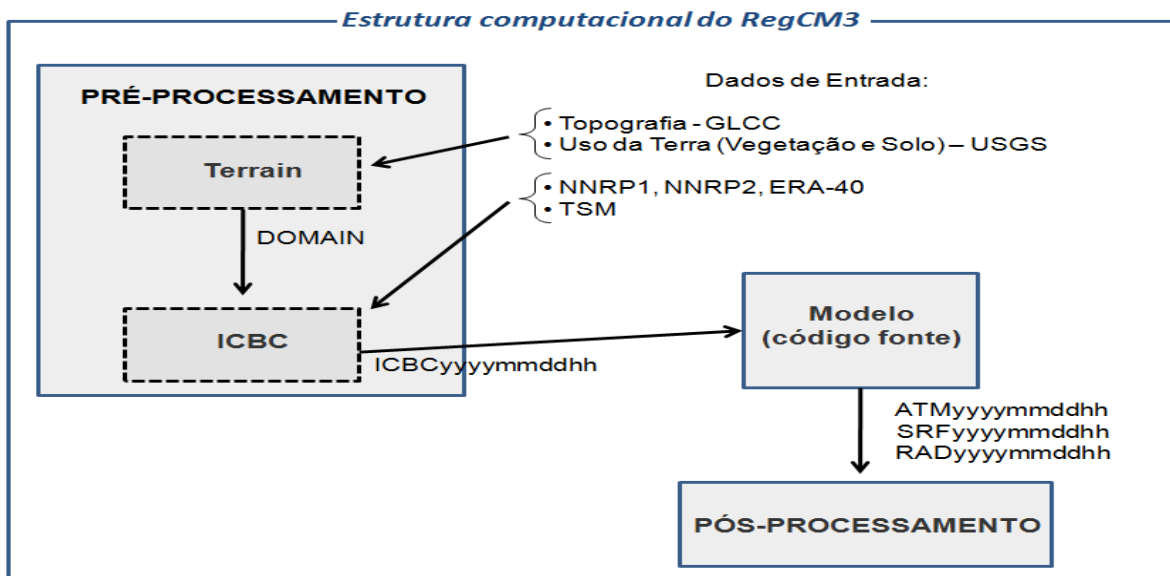 Estrutura computacional do RegCM3
PRÉ-PROCESSAMENTO
Terrain
DOMAIN
ICBC
Dados de Entrada:
• Topografia - GLCC
• Uso da Terra (Vegetação e Solo) – USGS
• NNRP1, NNRP2, ERA-40
• TSM
ICBCyyyymmddhh
Modelo
(código fonte)
ATMyyyymmddhh
SRFyyyymmddhh
RADyyyymmddhh
PÓS-PROCESSAMENTO